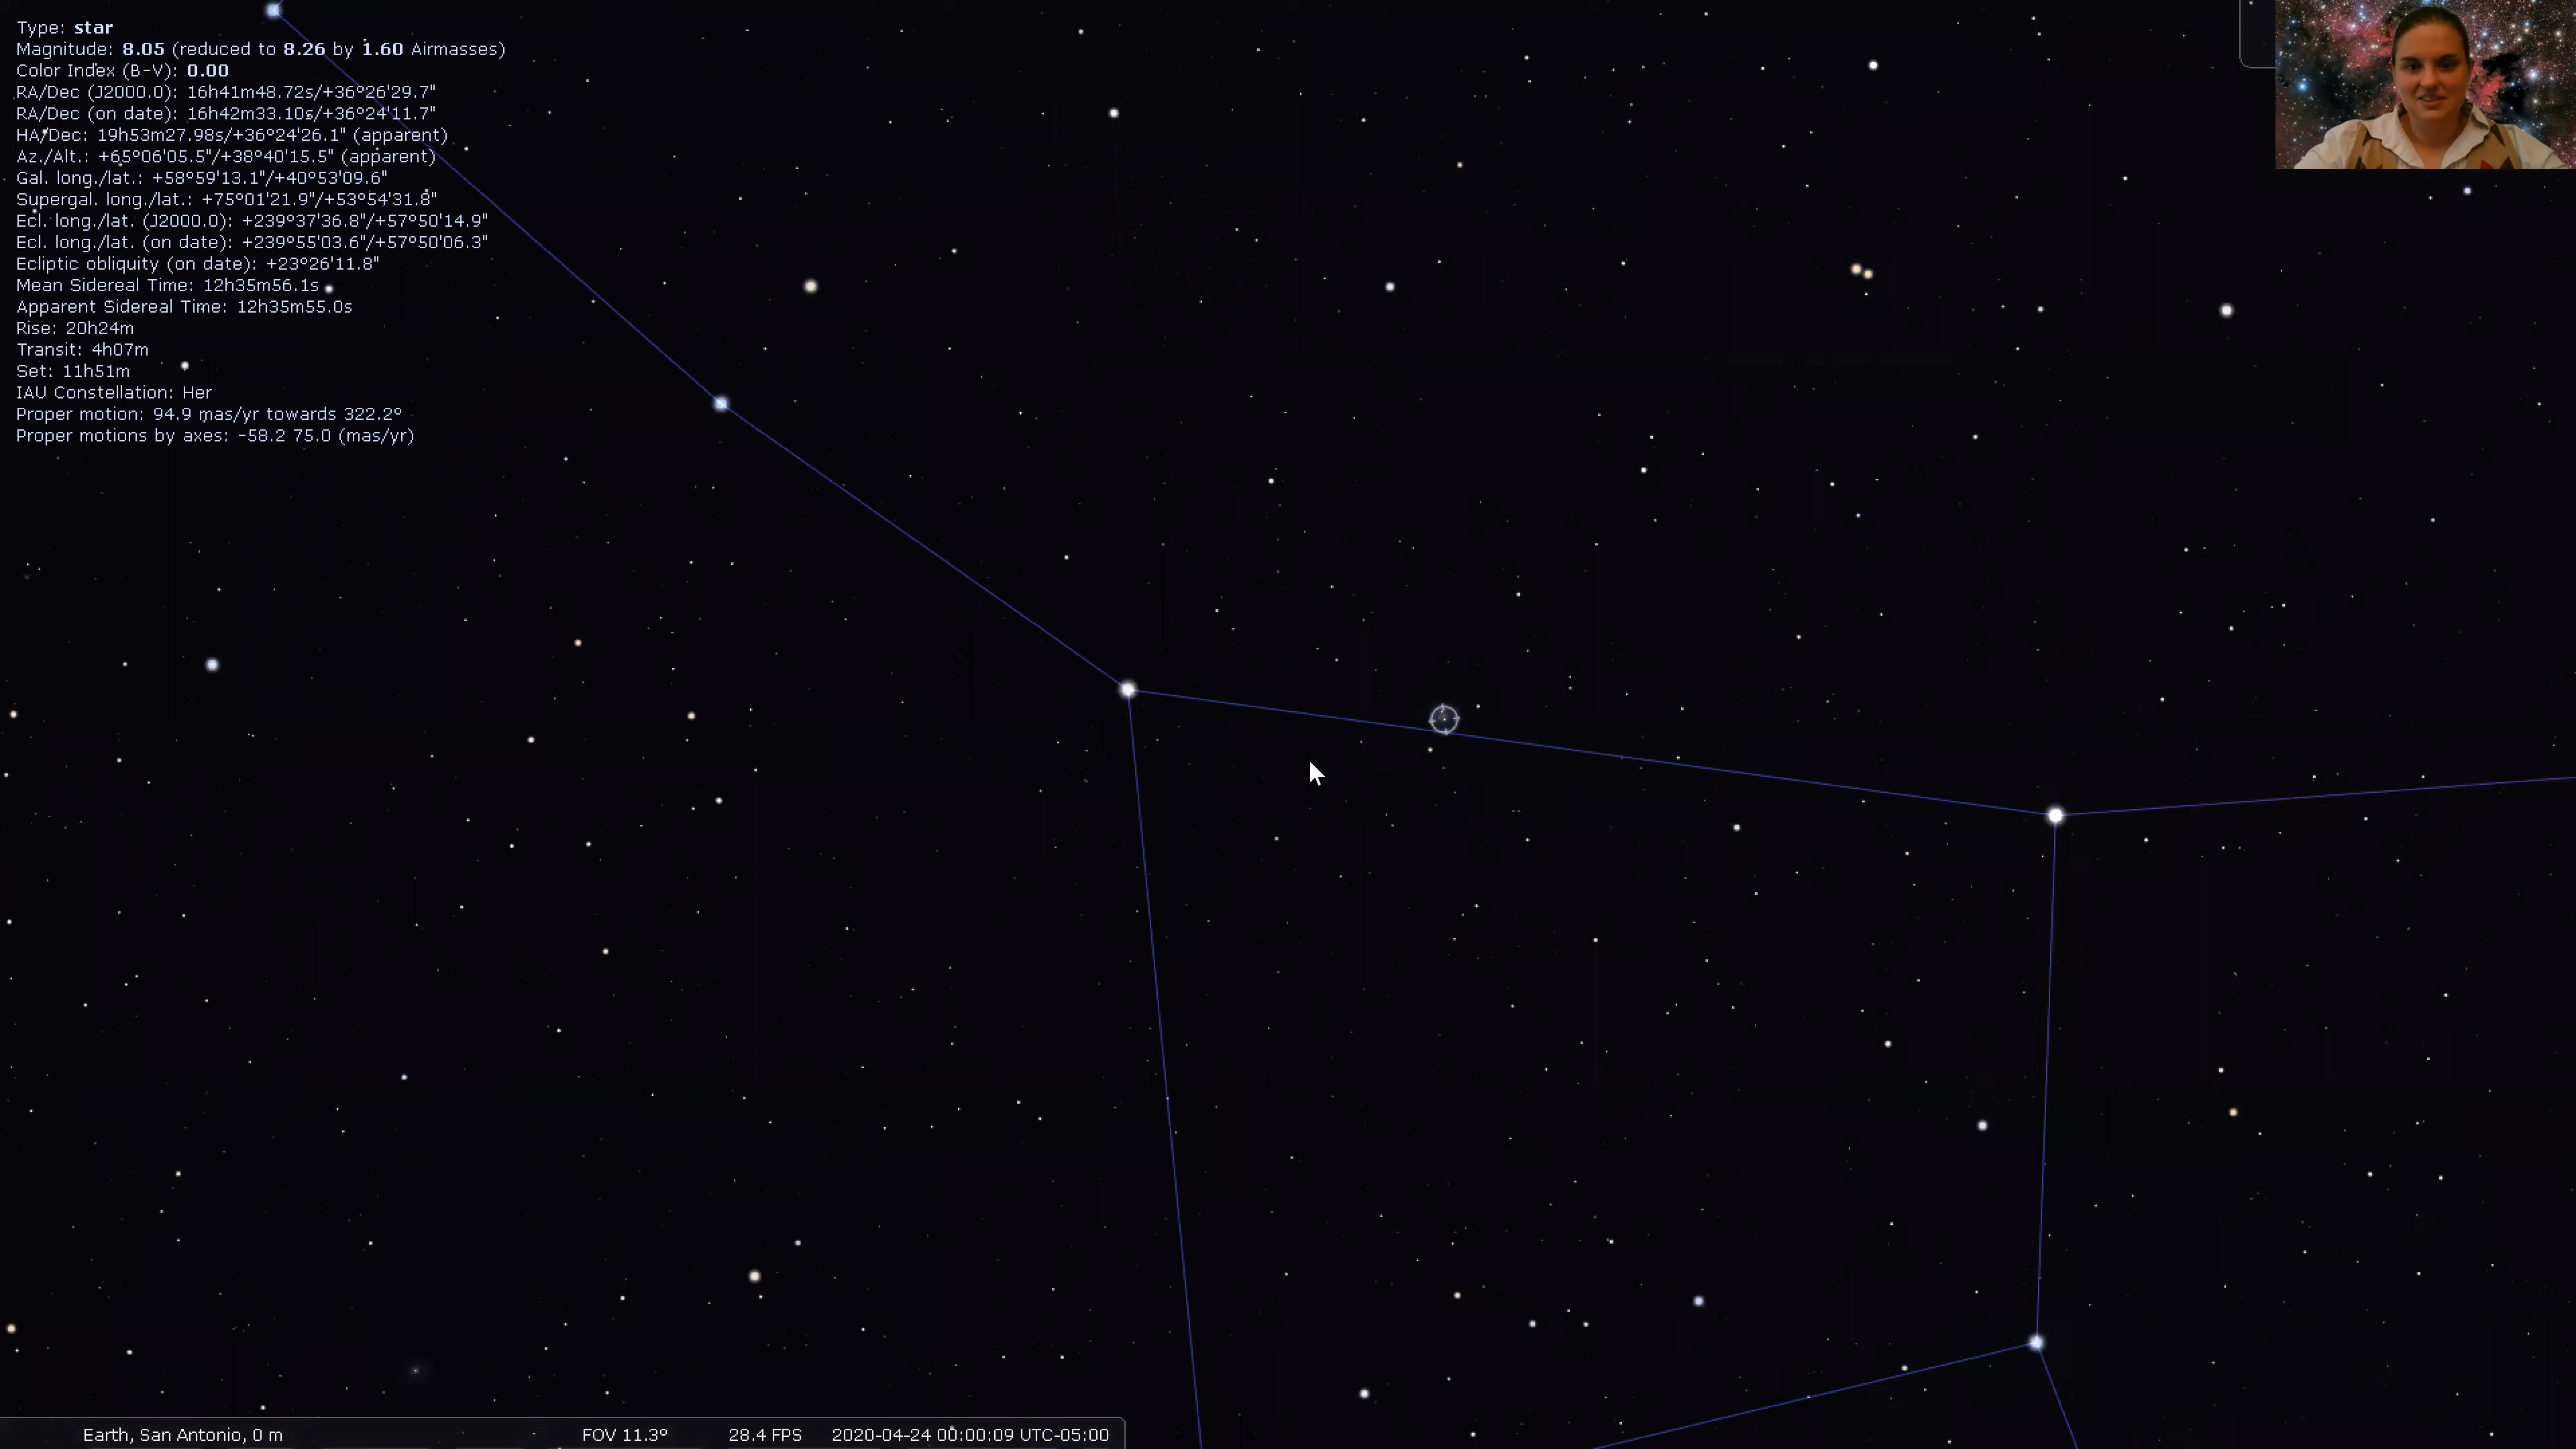 Type: star
Magnitude: 8.05 (reduced to 8.26 by 1.60 Airmasses)
Color Index (B-V): 0.00
RA/Dec (J2000.0): 16h41m48.72s/+36°26'29.7"
RA/Dec (on date): 16h42m33.10s/+36°24'11.7"
HA/Dec: 19h53m27.98s/+36°24'26.1" (apparent)
Az./Alt.: +65°06'05.5"/+38°40'15.5" (apparent)
Gal. long./lat.: +58°59'13.1"/+40°53'09.6"
Supergal. long./lat.: +75°01'21.9"/+53°54'31.8"
Ecl. long./lat. (J2000.0): +239°37'36.8"/+57°50'14.9"
Ecl. long./lat. (on date): +239°55'03.6"/+57°50'06.3"
Ecliptic obliquity (on date): +23°26'11.8"
Mean Sidereal Time: 12h35m56.1s
Apparent Sidereal Time: 12h35m55.0s
Rise: 20h24m
Transit: 4h07m
Set: 11h51m
IAU Constellation: Her
Proper motion: 94.9 mas/yr towards 322.2°
Proper motions by axes: -58.2 75.0 (mas/yr)
Earth, San Antonio, 0 m FOV 11.3° 28.4 FPS 2020-04-24 00:00:09 UTC-05:00